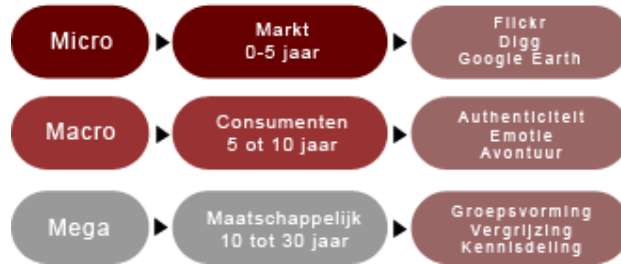 Micro
Markt
0-5 jaar
Flickr
Digg
Google Earth
Macro
Consumenten
5 ot 10 jaar
Authenticiteit
Emotie
Avontuur
Mega
Maatschappelijk
10 tot 30 jaar
Groepsvorming
Vergrijzing
Kennisdeling